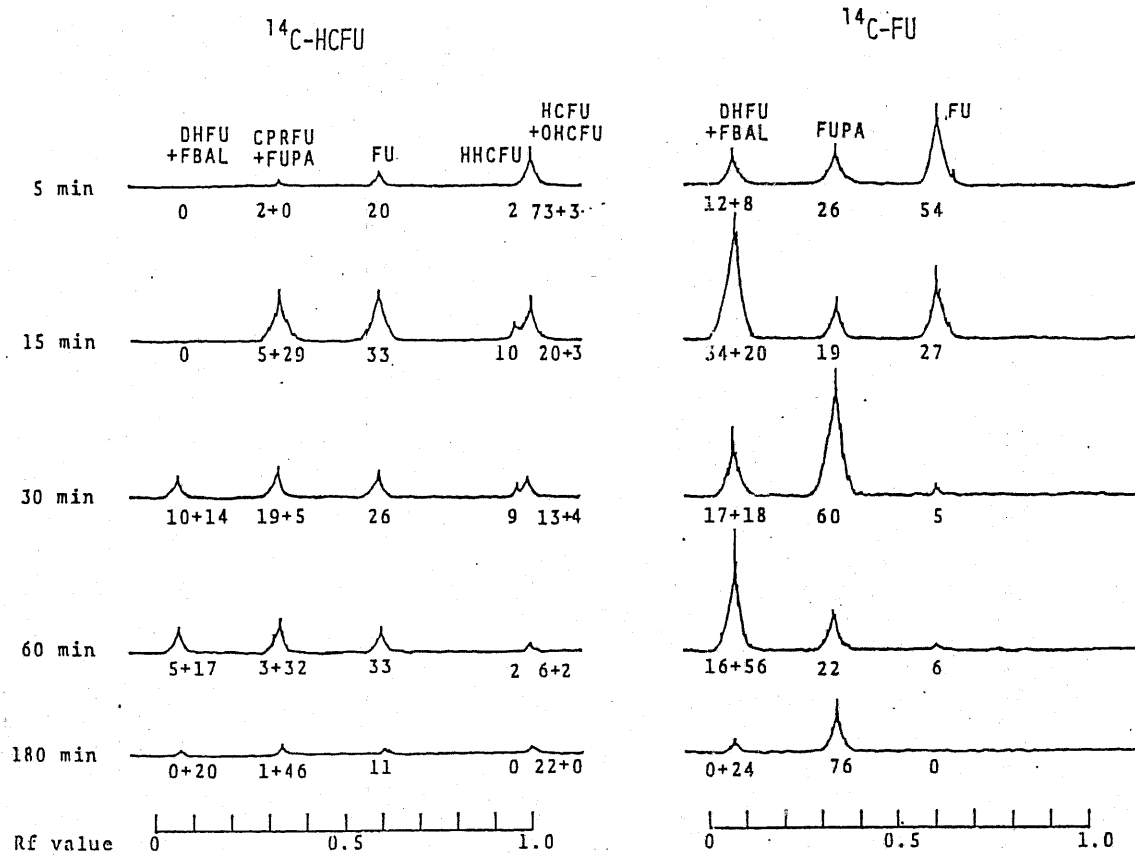 ¹⁴C-HCFU
¹⁴C-FU
DHFU
+FBAL
CPRFU
+FUPA
FU
HHCFU
HCFU
+OHCFU
DHFU
+FBAL
FUPA
FU
5 min
0 2+0 20 2 73+3
12+8 26 54
15 min
0 5+29 33 10 20+3
34+20 19 27
30 min
10+14 19+5 26 9 13+4
17+18 60 5
60 min
5+17 3+32 33 2 6+2
16+56 22 6
180 min
0+20 1+46 11 0 22+0
0+24 76 0
Rf value 0 0.5 1.0
0 0.5 1.0